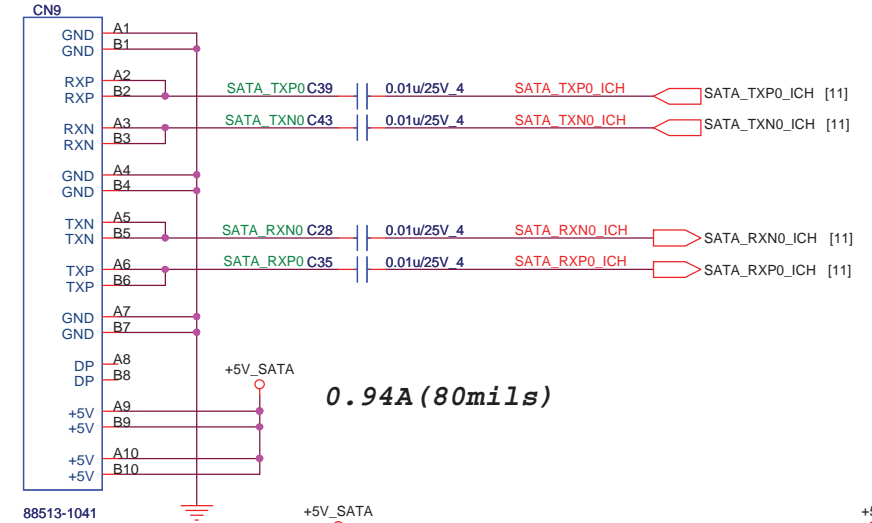 CN9
GND A1
GND B1
RXP A2 SATA_TXP0 C39 0.01u/25V_4 SATA_TXP0_ICH SATA_TXP0_ICH [11]
RXP B2
RXN A3 SATA_TXN0 C43 0.01u/25V_4 SATA_TXN0_ICH SATA_TXN0_ICH [11]
RXN B3
GND A4
GND B4
TXN A5 SATA_RXN0 C28 0.01u/25V_4 SATA_RXN0_ICH SATA_RXN0_ICH [11]
TXN B5
TXP A6 SATA_RXP0 C35 0.01u/25V_4 SATA_RXP0_ICH SATA_RXP0_ICH [11]
TXP B6
GND A7
GND B7
DP A8
DP B8
+5V_SATA
0.94A(80mils)
+5V A9
+5V B9
+5V A10
+5V B10
88513-1041
+5V_SATA